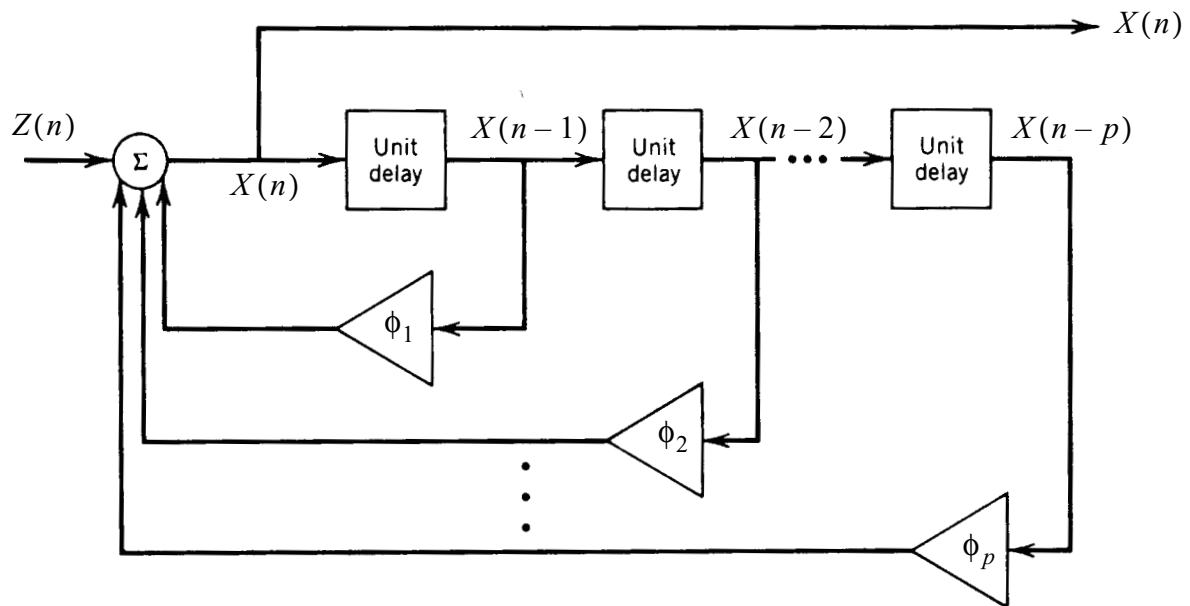 X(n)
Z(n)
Σ
X(n)
Unit
delay
X(n−1)
Unit
delay
X(n−2)
Unit
delay
X(n−p)
ϕ₁
ϕ₂
ϕₚ